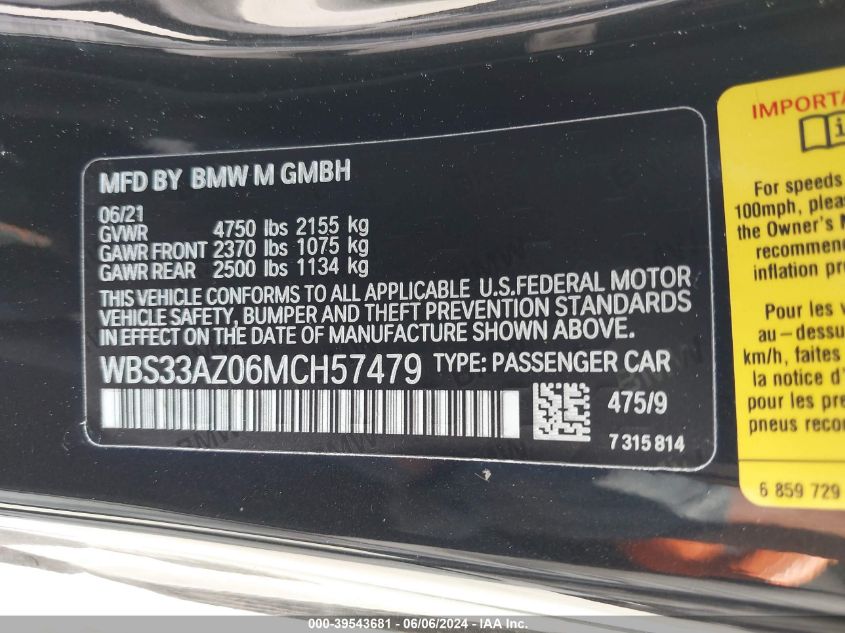 MFD BY BMW M GMBH
06/21
GVWR 4750 lbs 2155 kg
GAWR FRONT 2370 lbs 1075 kg
GAWR REAR 2500 lbs 1134 kg
THIS VEHICLE CONFORMS TO ALL APPLICABLE U.S.FEDERAL MOTOR
VEHICLE SAFETY, BUMPER AND THEFT PREVENTION STANDARDS
IN EFFECT ON THE DATE OF MANUFACTURE SHOWN ABOVE.
WBS33AZ06MCH57479 TYPE: PASSENGER CAR
475/9
7 315 814
IMPORTA
i
For speeds
100mph, plea
the Owner's M
recommen
inflation pr
Pour les v
au-dessu
km/h, faites
la notice d'
pour les pre
pneus reco
6 859 729
000-39543681 - 06/06/2024 - IAA Inc.